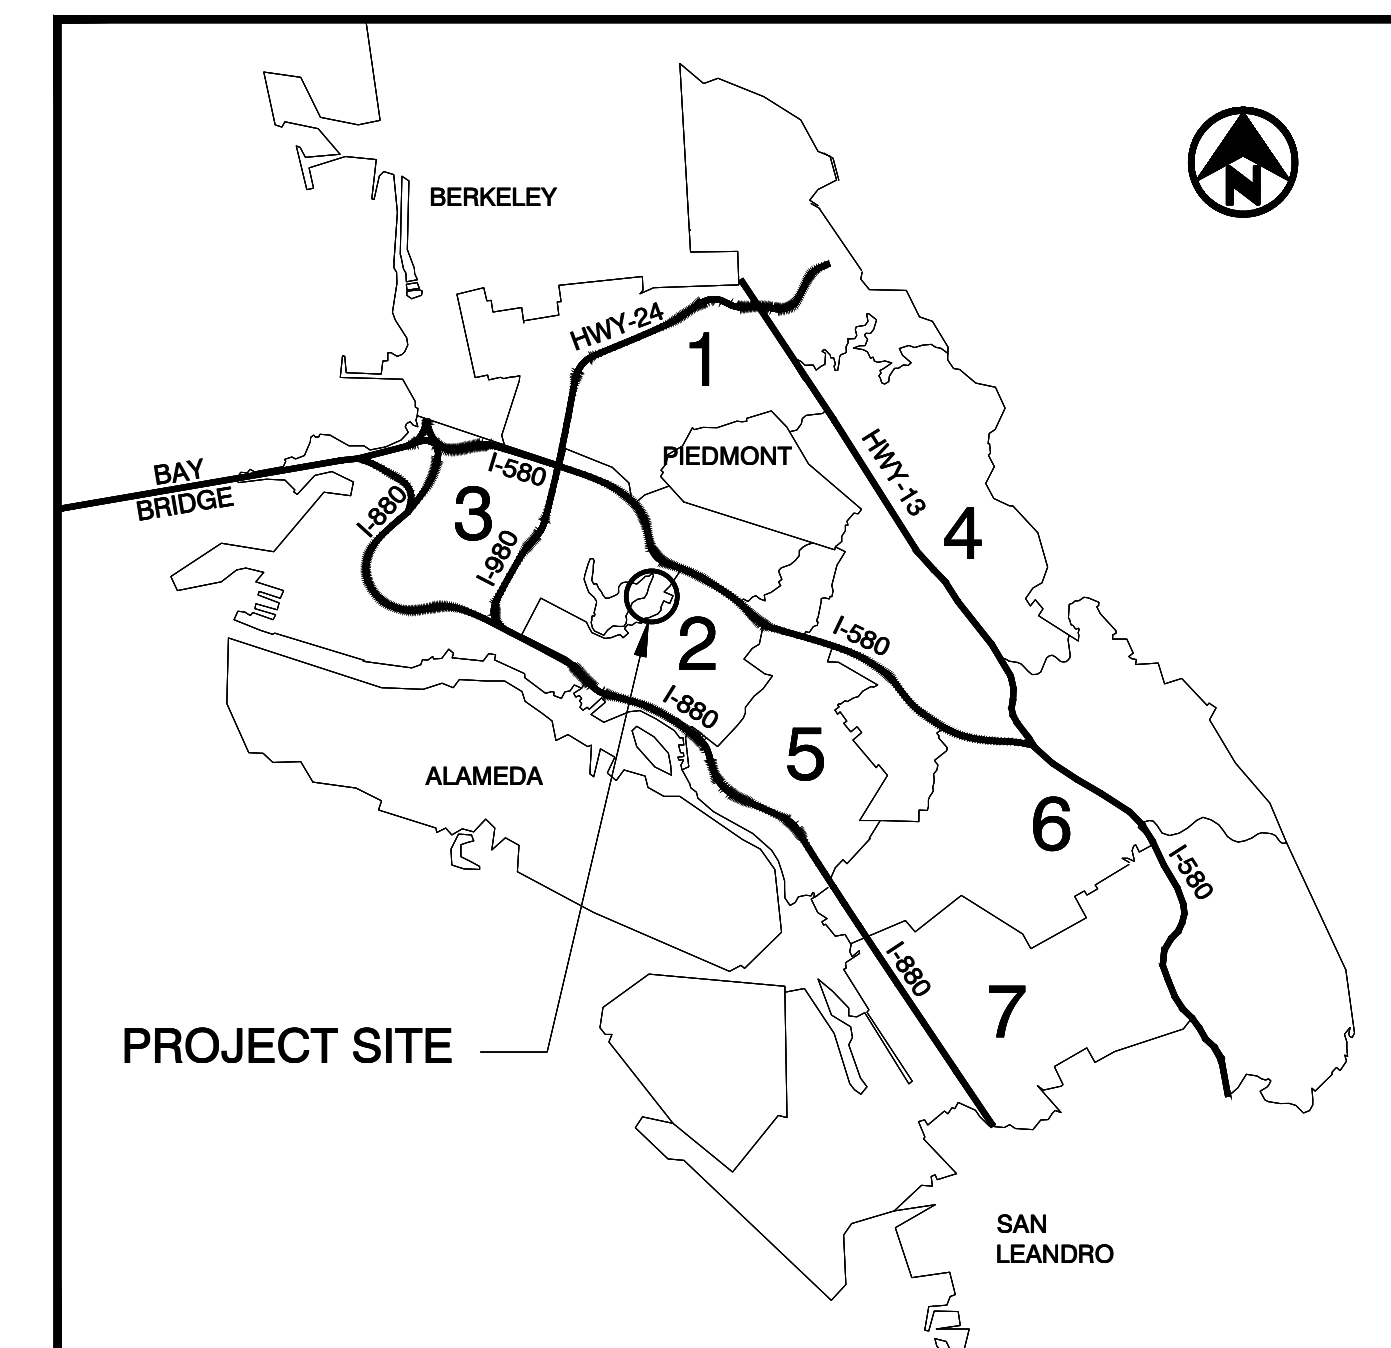 N
BERKELEY
HWY-24
1
PIEDMONT
HWY-13
BAY
BRIDGE
I-580
I-880
3
I-980
4
2
I-580
I-880
5
ALAMEDA
6
I-580
I-880
7
PROJECT SITE
SAN
LEANDRO